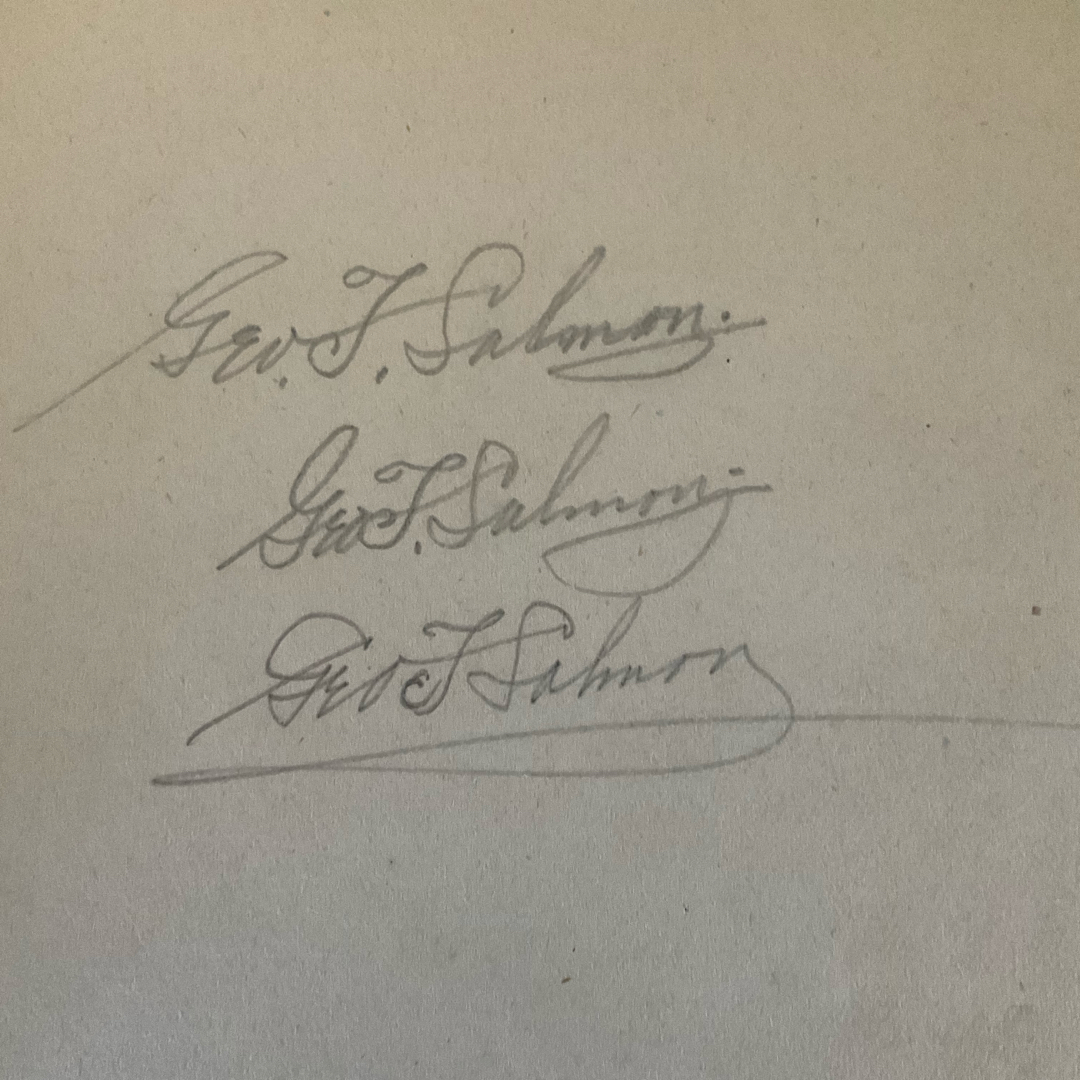 Geo. T. Salmon.
Geo T. Salmon.
Geo T Salmon